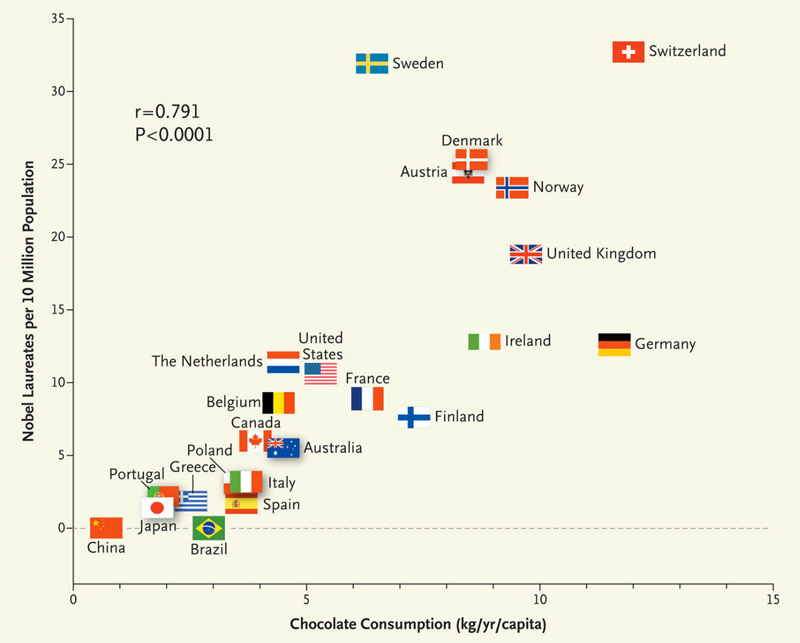 35
30
25
20
15
10
5
0
Nobel Laureates per 10 Million Population
r=0.791
P<0.0001
Sweden
Switzerland
Denmark
Austria
Norway
United Kingdom
Ireland
Germany
United
States
The Netherlands
France
Belgium
Finland
Canada
Australia
Poland
Portugal
Greece
Italy
Spain
Japan
China
Brazil
0
5
10
15
Chocolate Consumption (kg/yr/capita)